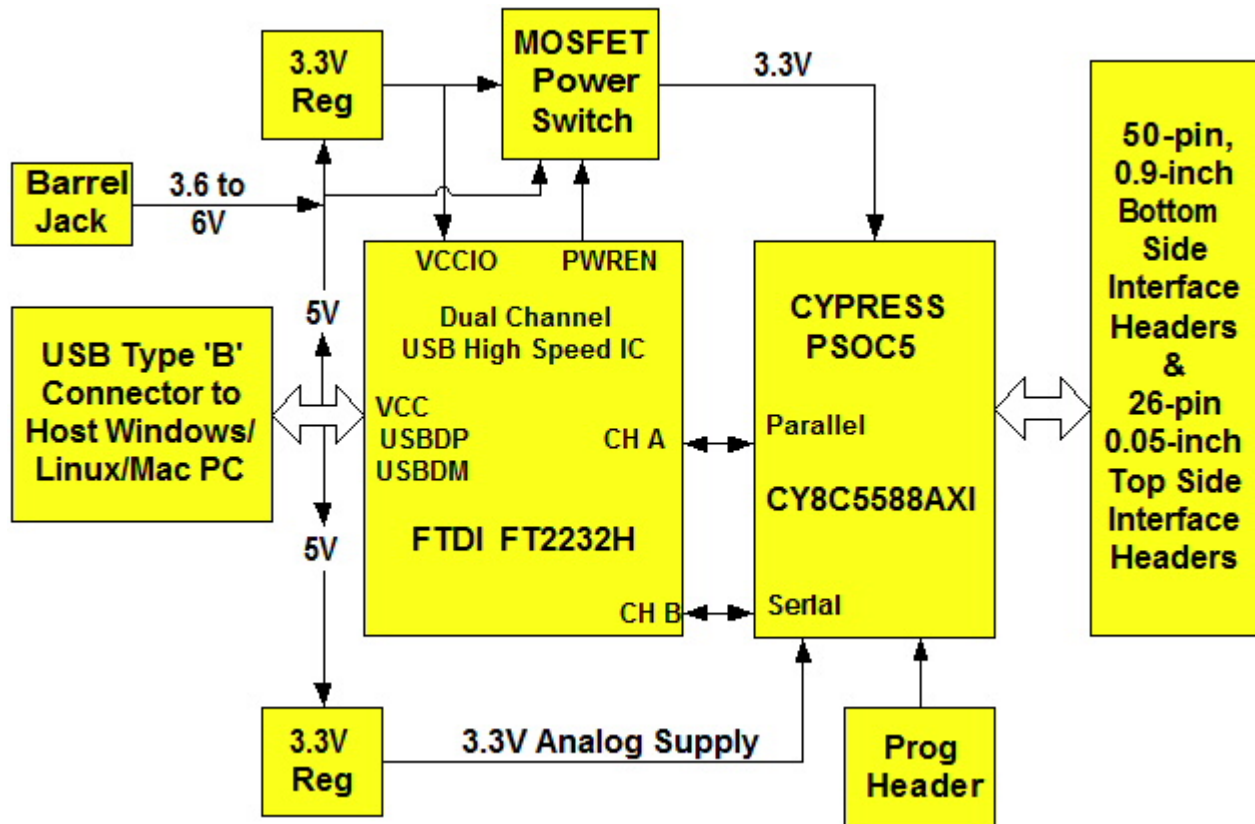 3.3V
Reg
MOSFET
Power
Switch
3.3V
Barrel
Jack
3.6 to
6V
VCCIO
PWREN
Dual Channel
USB High Speed IC
VCC
USBDP
USBDM
CH A
FTDI FT2232H
CH B
5V
USB Type 'B'
Connector to
Host Windows/
Linux/Mac PC
5V
CYPRESS
PSOC5
Parallel
CY8C5588AXI
Serial
50-pin,
0.9-inch
Bottom
Side
Interface
Headers
&
26-pin
0.05-inch
Top Side
Interface
Headers
3.3V
Reg
3.3V Analog Supply
Prog
Header